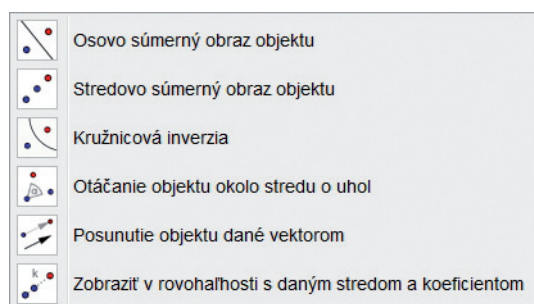 Osovo súmerný obraz objektu
Stredovo súmerný obraz objektu
Kružnicová inverzia
α
Otáčanie objektu okolo stredu o uhol
Posunutie objektu dané vektorom
k
Zobraziť v rovnoľahlosti s daným stredom a koeficientom